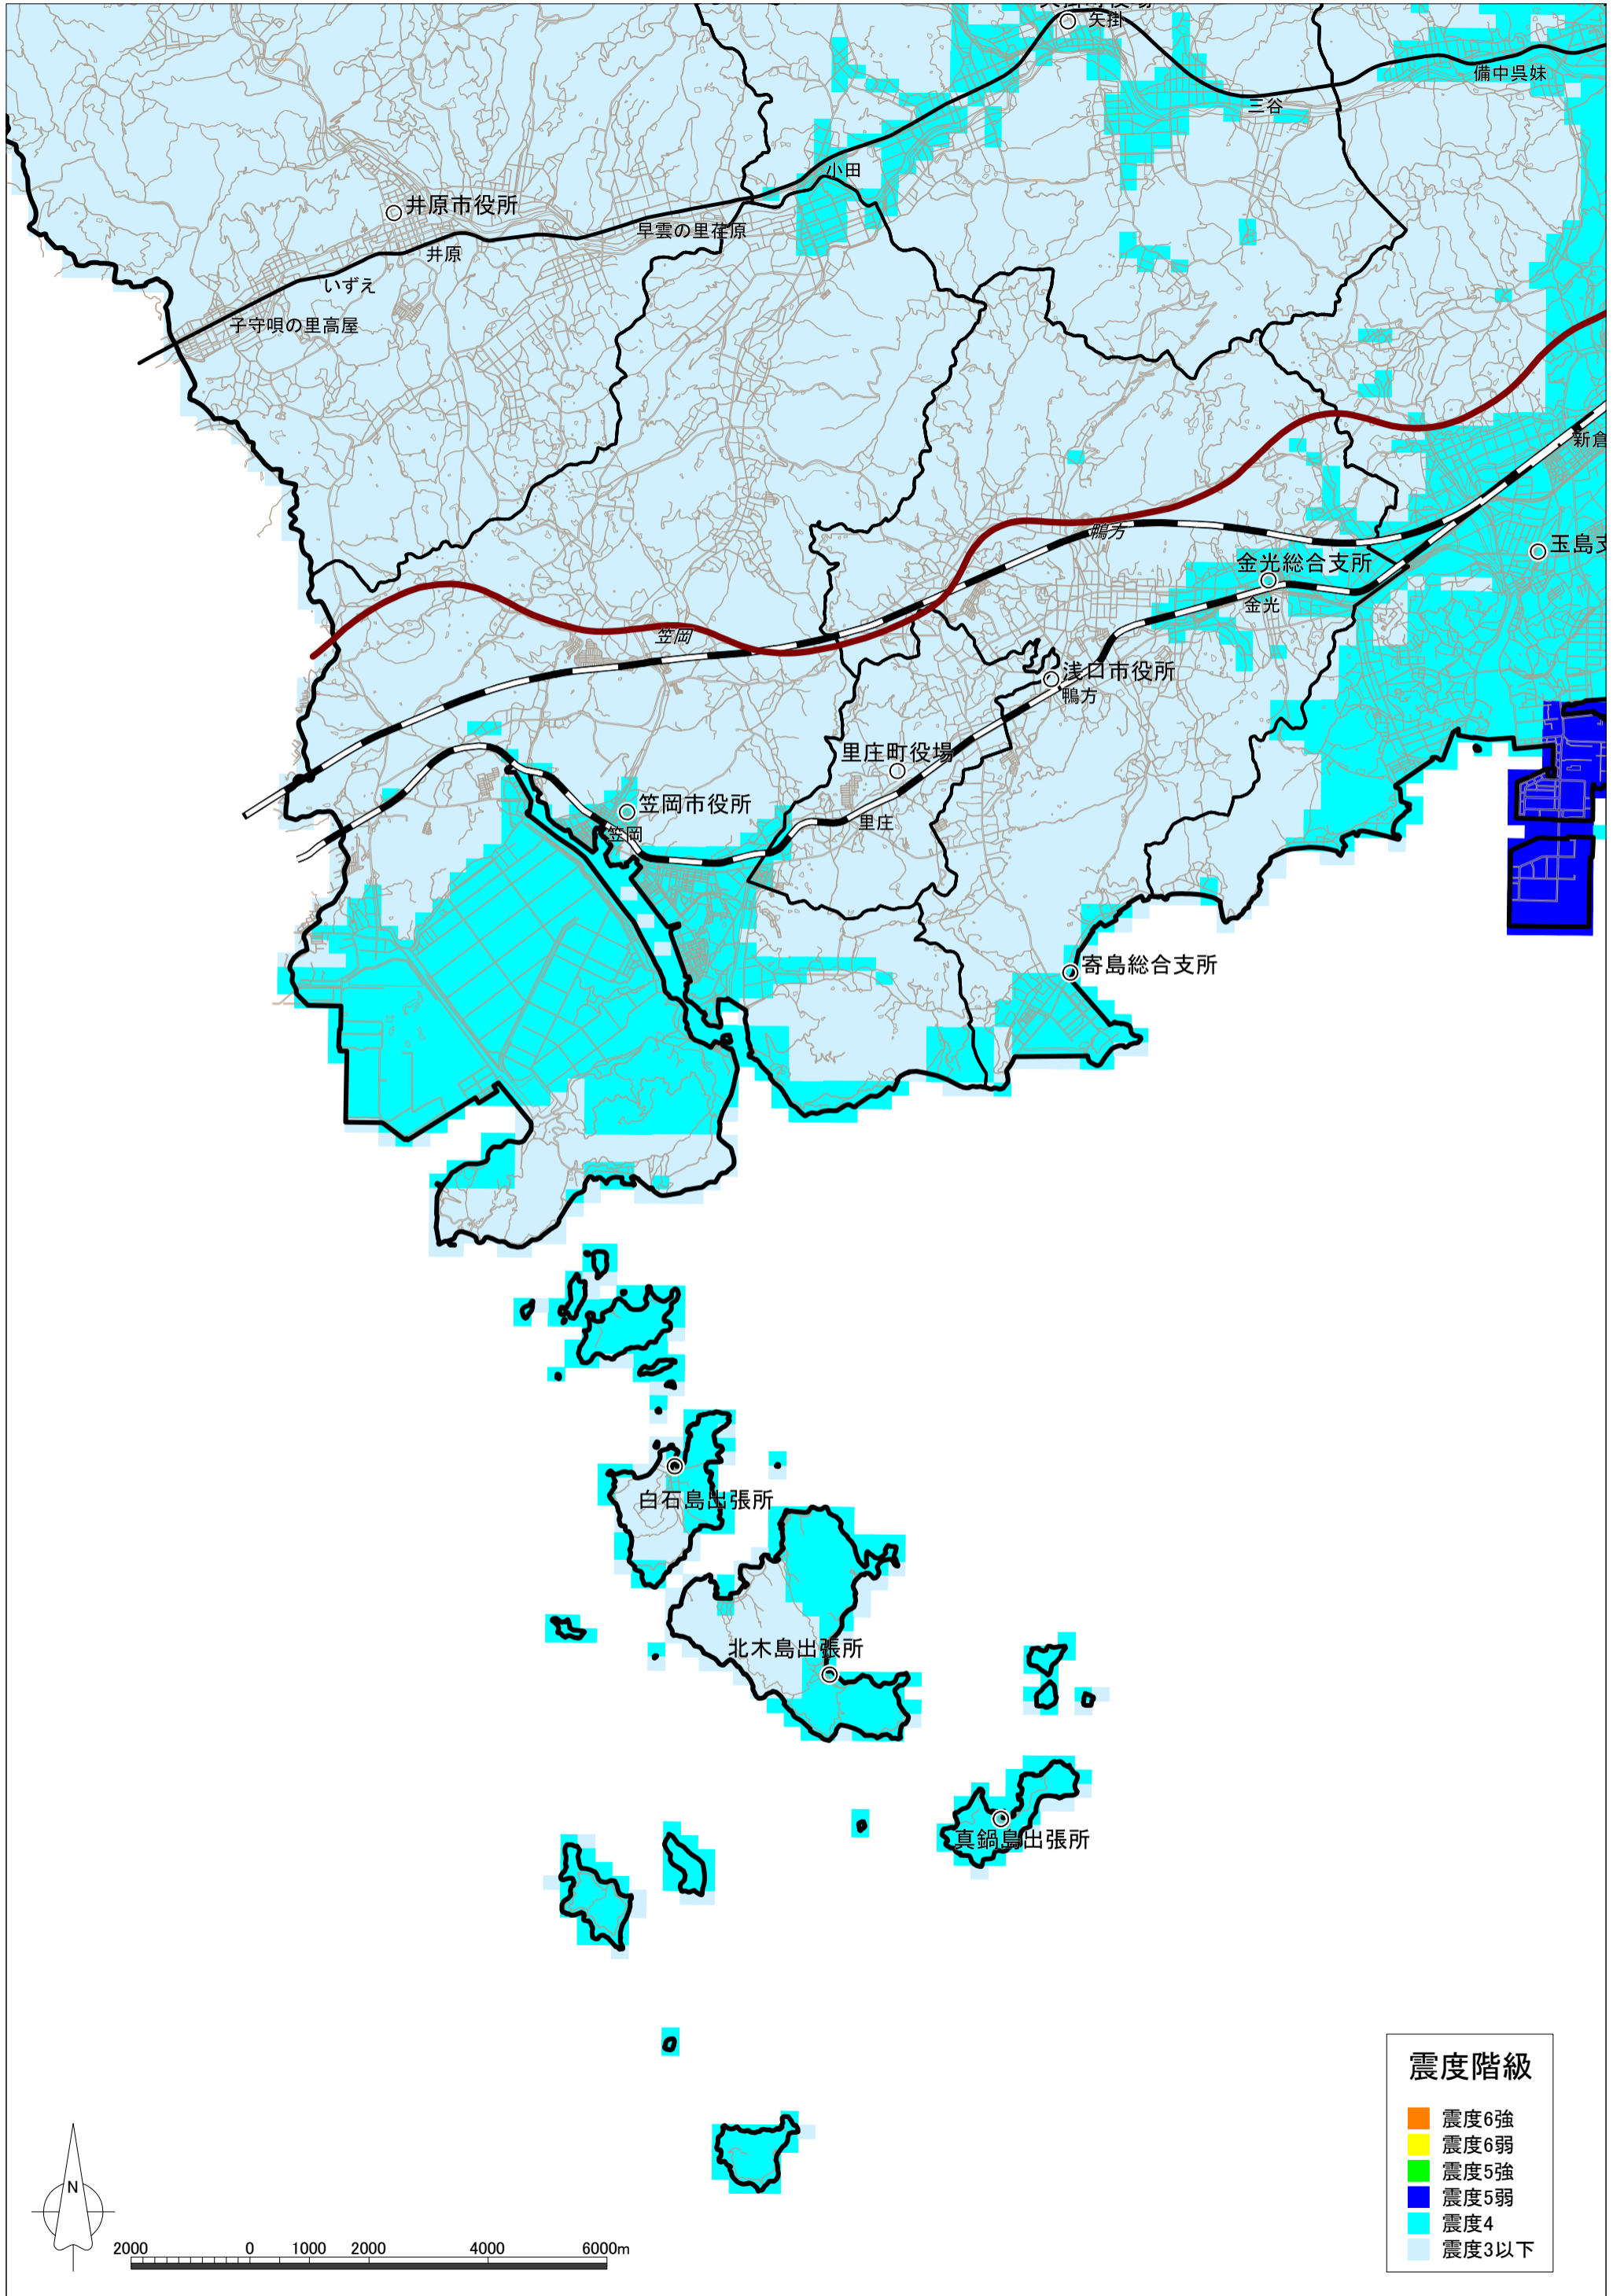 矢掛
備中呉妹
三谷
小田
井原市役所
早雲の里荏原
井原
いずえ
子守唄の里高屋
新倉
鴨方
玉島支
金光総合支所
金光
笠岡
浅口市役所
鴨方
里庄町役場
笠岡市役所
里庄
笠岡
寄島総合支所
白石島出張所
北木島出張所
真鍋島出張所
震度階級
震度6強
震度6弱
震度5強
震度5弱
震度4
震度3以下
N
2000 0 1000 2000 4000 6000m